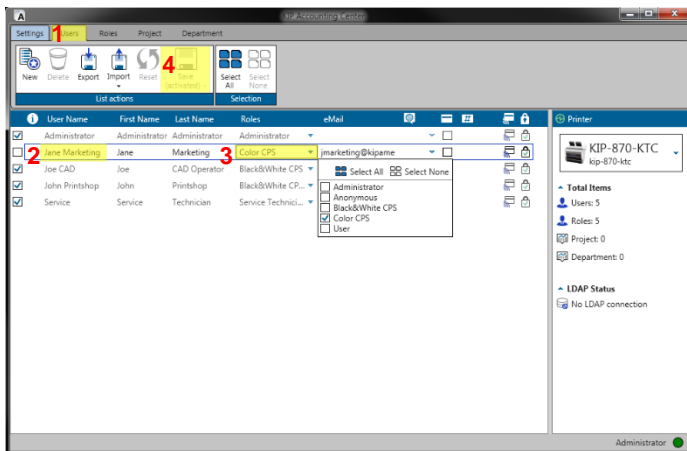 A KIP Accounting Center
Settings 1 Users Roles Project Department
4
New Delete Export Import Reset Save Select Select
(activated) All None
List actions Selection
User Name First Name Last Name Roles eMail
Administrator Administrator Administrator Administrator
2 Jane Marketing Jane Marketing 3 Color CPS jmarketing@kipame
Joe CAD Joe CAD Operator Black&White CPS
John Printshop John Printshop Black&White CP...
Service Service Technician Service Technici...
Select All Select None
Administrator
Anonymous
Black&White CPS
Color CPS
User
Printer
KIP-870-KTC
kip-870-ktc
Total Items
Users: 5
Roles: 5
Project: 0
Department: 0
LDAP Status
No LDAP connection
Administrator